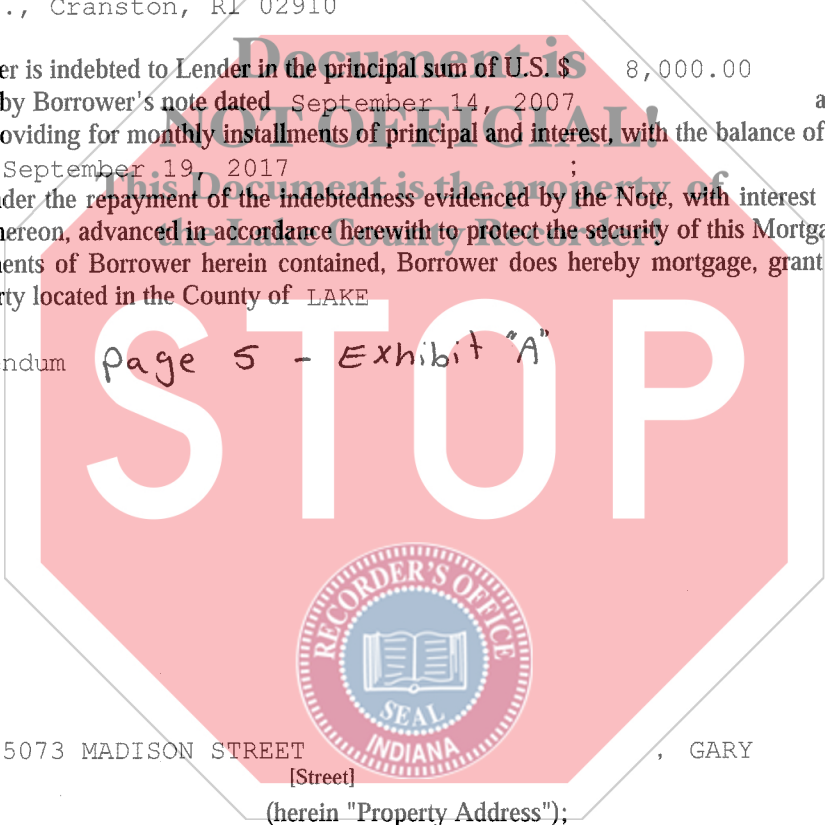 ., Cranston, RI 02910
Document is
er is indebted to Lender in the principal sum of U.S. $ 8,000.00
by Borrower's note dated September 14, 2007 a
NOT OFFICIAL!
oviding for monthly installments of principal and interest, with the balance of
September 19, 2017 ;
This Document is the property of
der the repayment of the indebtedness evidenced by the Note, with interest
ereon, advanced in accordance herewith to protect the security of this Mortga
the Lake County Recorder!
ents of Borrower herein contained, Borrower does hereby mortgage, grant
rty located in the County of LAKE
ndum page 5 - Exhibit "A"
STOP
RECORDER'S OFFICE
SEAL
INDIANA
5073 MADISON STREET , GARY
[Street]
(herein "Property Address");